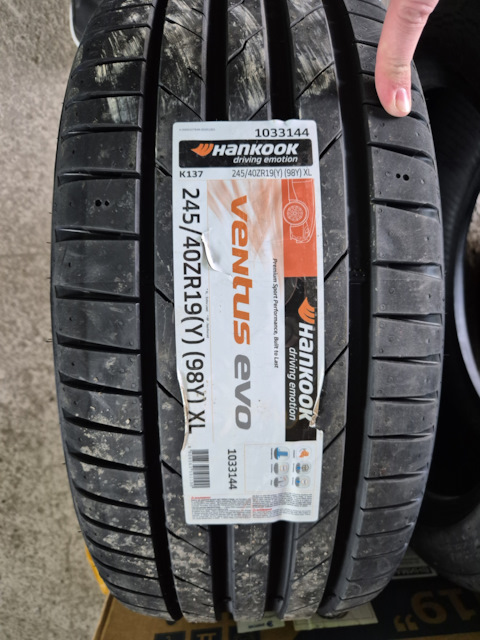 1033144
HANKOOK
driving emotion
K137
245/40ZR19(Y) (98Y) XL
245/40ZR19(Y) (98Y) XL
VENTUS evo
Premium Sport Performance, Built to Last
HANKOOK
driving emotion
1033144
19"